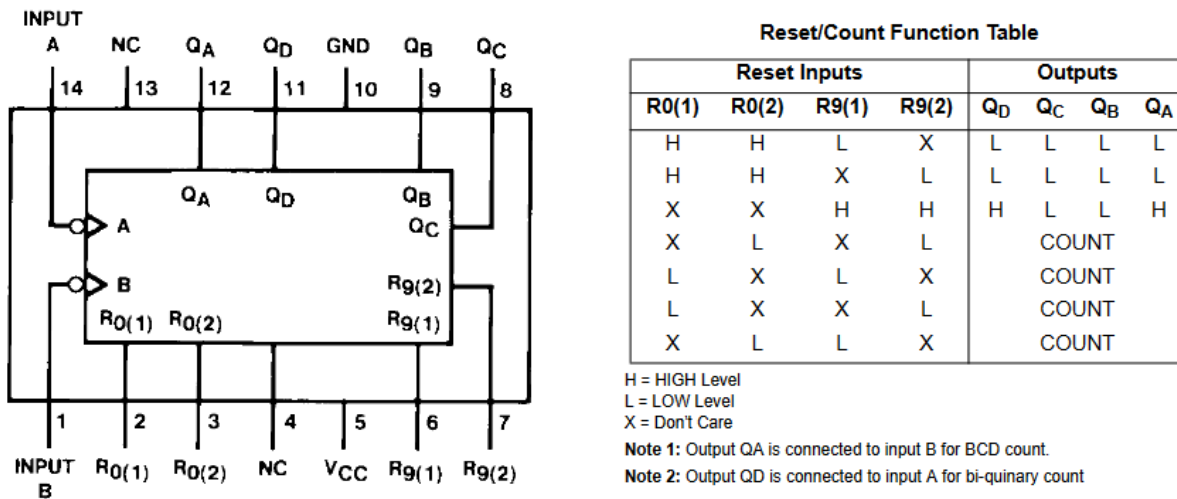 INPUT
A NC QA QD GND QB QC
14 13 12 11 10 9 8
QA QD QB
QC
A
B
R9(2)
R0(1) R0(2) R9(1)
1 2 3 4 5 6 7
INPUT
B R0(1) R0(2) NC VCC R9(1) R9(2)
Reset/Count Function Table
Reset Inputs Outputs
R0(1) R0(2) R9(1) R9(2) QD QC QB QA
H H L X L L L L
H H X L L L L L
X X H H H L L H
X L X L COUNT
L X L X COUNT
L X X L COUNT
X L L X COUNT
H = HIGH Level
L = LOW Level
X = Don't Care
Note 1: Output QA is connected to input B for BCD count.
Note 2: Output QD is connected to input A for bi-quinary count